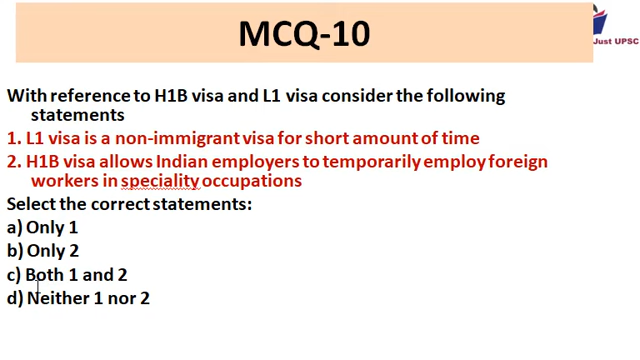 MCQ-10
Just UPSC
With reference to H1B visa and L1 visa consider the following
statements
1. L1 visa is a non-immigrant visa for short amount of time
2. H1B visa allows Indian employers to temporarily employ foreign
workers in speciality occupations
Select the correct statements:
a) Only 1
b) Only 2
c) Both 1 and 2
d) Neither 1 nor 2